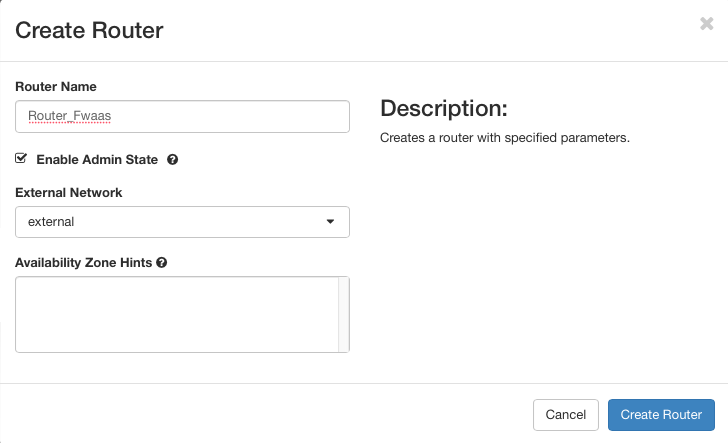 Create Router
Router Name
Router_Fwaas
Enable Admin State
External Network
external
Availability Zone Hints
Description:
Creates a router with specified parameters.
Cancel
Create Router